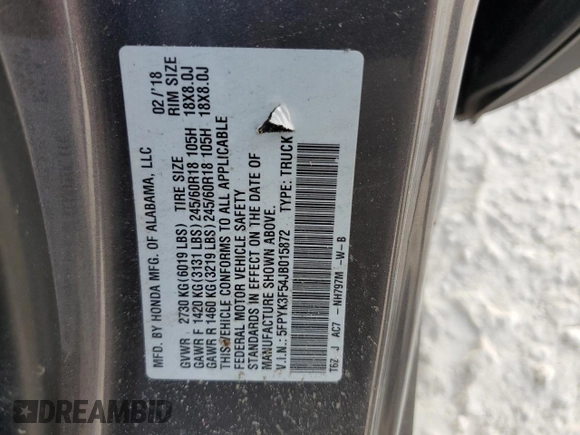 MFD. BY HONDA MFG. OF ALABAMA, LLC 02/'18
GVWR 2730 KG(6019 LBS) TIRE SIZE RIM SIZE
GAWR F 1420 KG(3131 LBS) 245/60R18 105H 18X8.0J
GAWR R 1460 KG(3219 LBS) 245/60R18 105H 18X8.0J
THIS VEHICLE CONFORMS TO ALL APPLICABLE
FEDERAL MOTOR VEHICLE SAFETY
STANDARDS IN EFFECT ON THE DATE OF
MANUFACTURE SHOWN ABOVE.
V.I.N.: 5FPYK3F54JB015872 TYPE: TRUCK
T6Z J AC7 -NH797M -W-B
DREAMBID